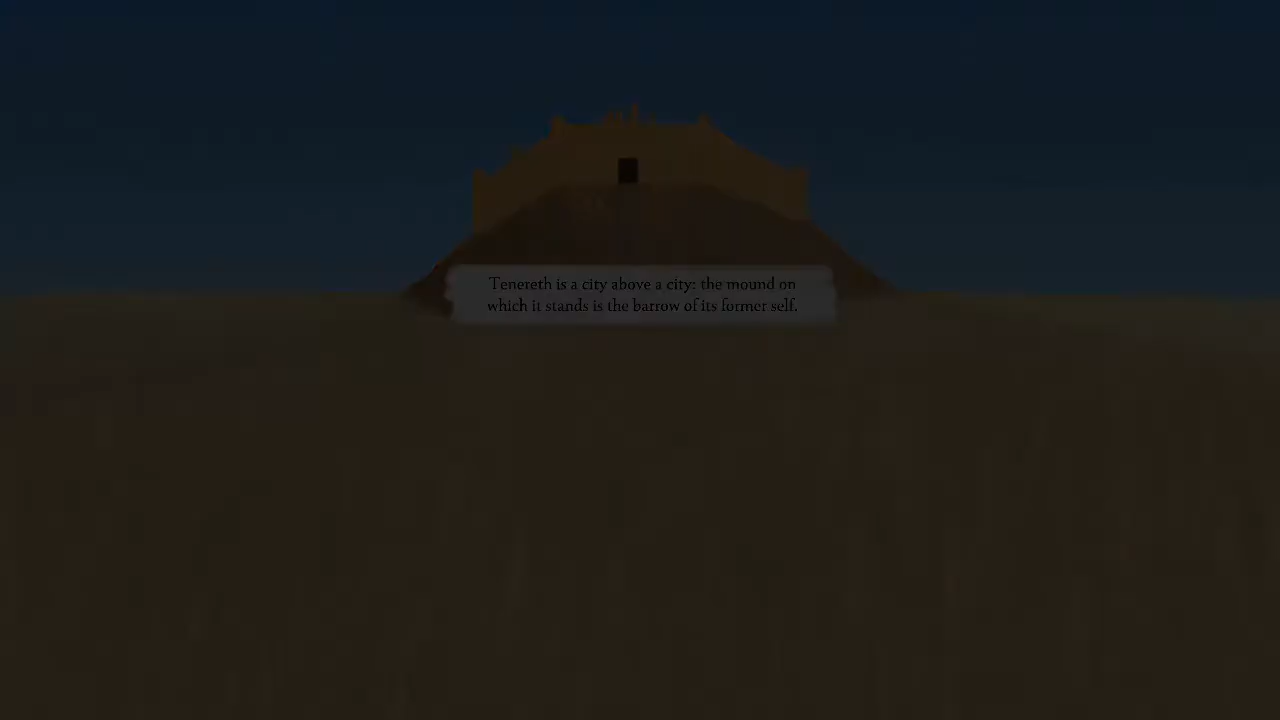 Tenereth is a city above a city: the mound on
which it stands is the barrow of its former self.